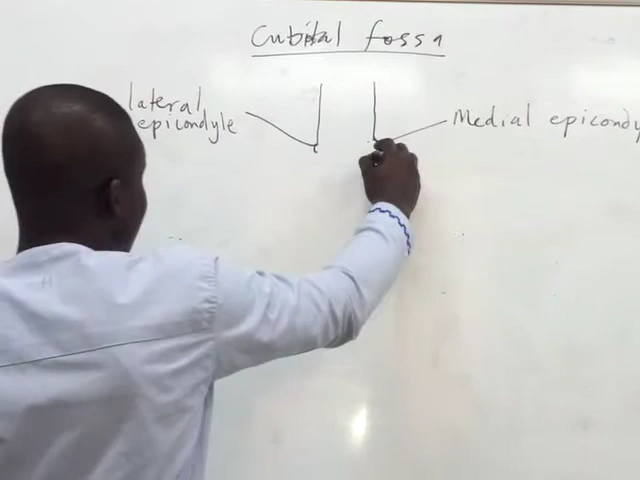 Cubital fossa
lateral
epicondyle
Medial epicondy